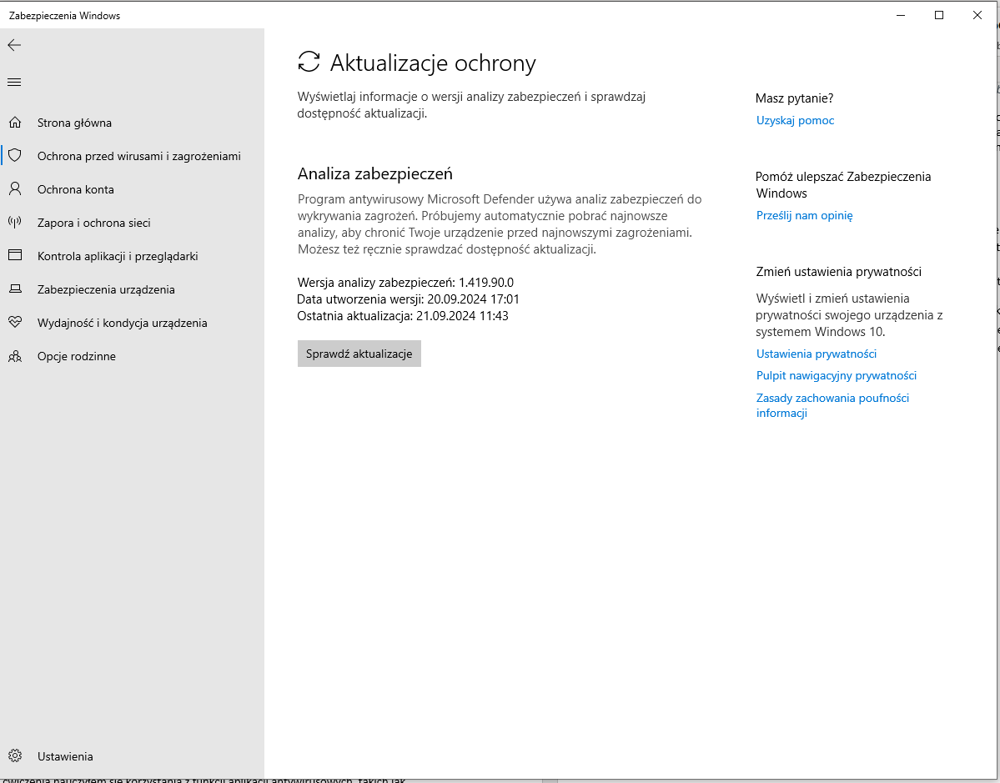 Zabezpieczenia Windows
Strona główna
Ochrona przed wirusami i zagrożeniami
Ochrona konta
Zapora i ochrona sieci
Kontrola aplikacji i przeglądarki
Zabezpieczenia urządzenia
Wydajność i kondycja urządzenia
Opcje rodzinne
Ustawienia
Aktualizacje ochrony
Wyświetlaj informacje o wersji analizy zabezpieczeń i sprawdzaj
dostępność aktualizacji.
Analiza zabezpieczeń
Program antywirusowy Microsoft Defender używa analiz zabezpieczeń do
wykrywania zagrożeń. Próbujemy automatycznie pobrać najnowsze
analizy, aby chronić Twoje urządzenie przed najnowszymi zagrożeniami.
Możesz też ręcznie sprawdzać dostępność aktualizacji.
Wersja analizy zabezpieczeń: 1.419.90.0
Data utworzenia wersji: 20.09.2024 17:01
Ostatnia aktualizacja: 21.09.2024 11:43
Sprawdź aktualizacje
Masz pytanie?
Uzyskaj pomoc
Pomóż ulepszać Zabezpieczenia
Windows
Prześlij nam opinię
Zmień ustawienia prywatności
Wyświetl i zmień ustawienia
prywatności swojego urządzenia z
systemem Windows 10.
Ustawienia prywatności
Pulpit nawigacyjny prywatności
Zasady zachowania poufności
informacji
ćwiczenia nauczyłem się korzystania z funkcji aplikacji antywirusowych, takich jak